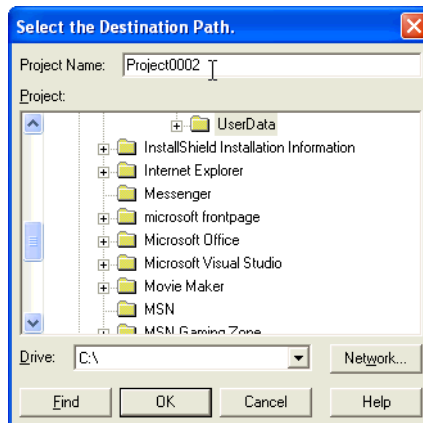 Select the Destination Path.
Project Name: Project0002
Project:
UserData
InstallShield Installation Information
Internet Explorer
Messenger
microsoft frontpage
Microsoft Office
Microsoft Visual Studio
Movie Maker
MSN
MSN Gaming Zone
Drive: C:\ Network...
Find OK Cancel Help